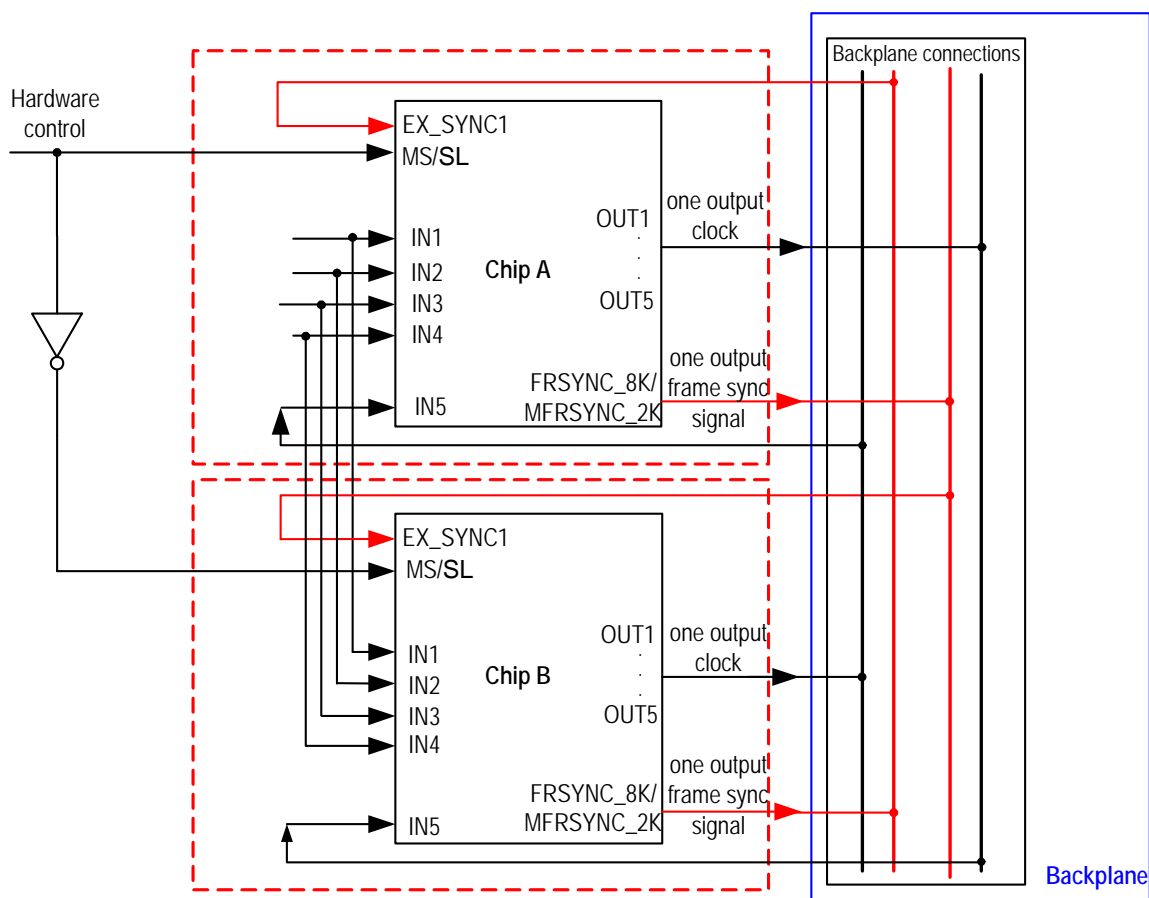 Backplane connections
Hardware
control
EX_SYNC1
MS/SL
IN1
IN2
IN3
IN4
IN5
Chip A
OUT1
.
.
.
OUT5
FRSYNC_8K/
MFRSYNC_2K
one output
clock
one output
frame sync
signal
EX_SYNC1
MS/SL
IN1
IN2
IN3
IN4
IN5
Chip B
OUT1
.
.
.
OUT5
FRSYNC_8K/
MFRSYNC_2K
one output
clock
one output
frame sync
signal
Backplane